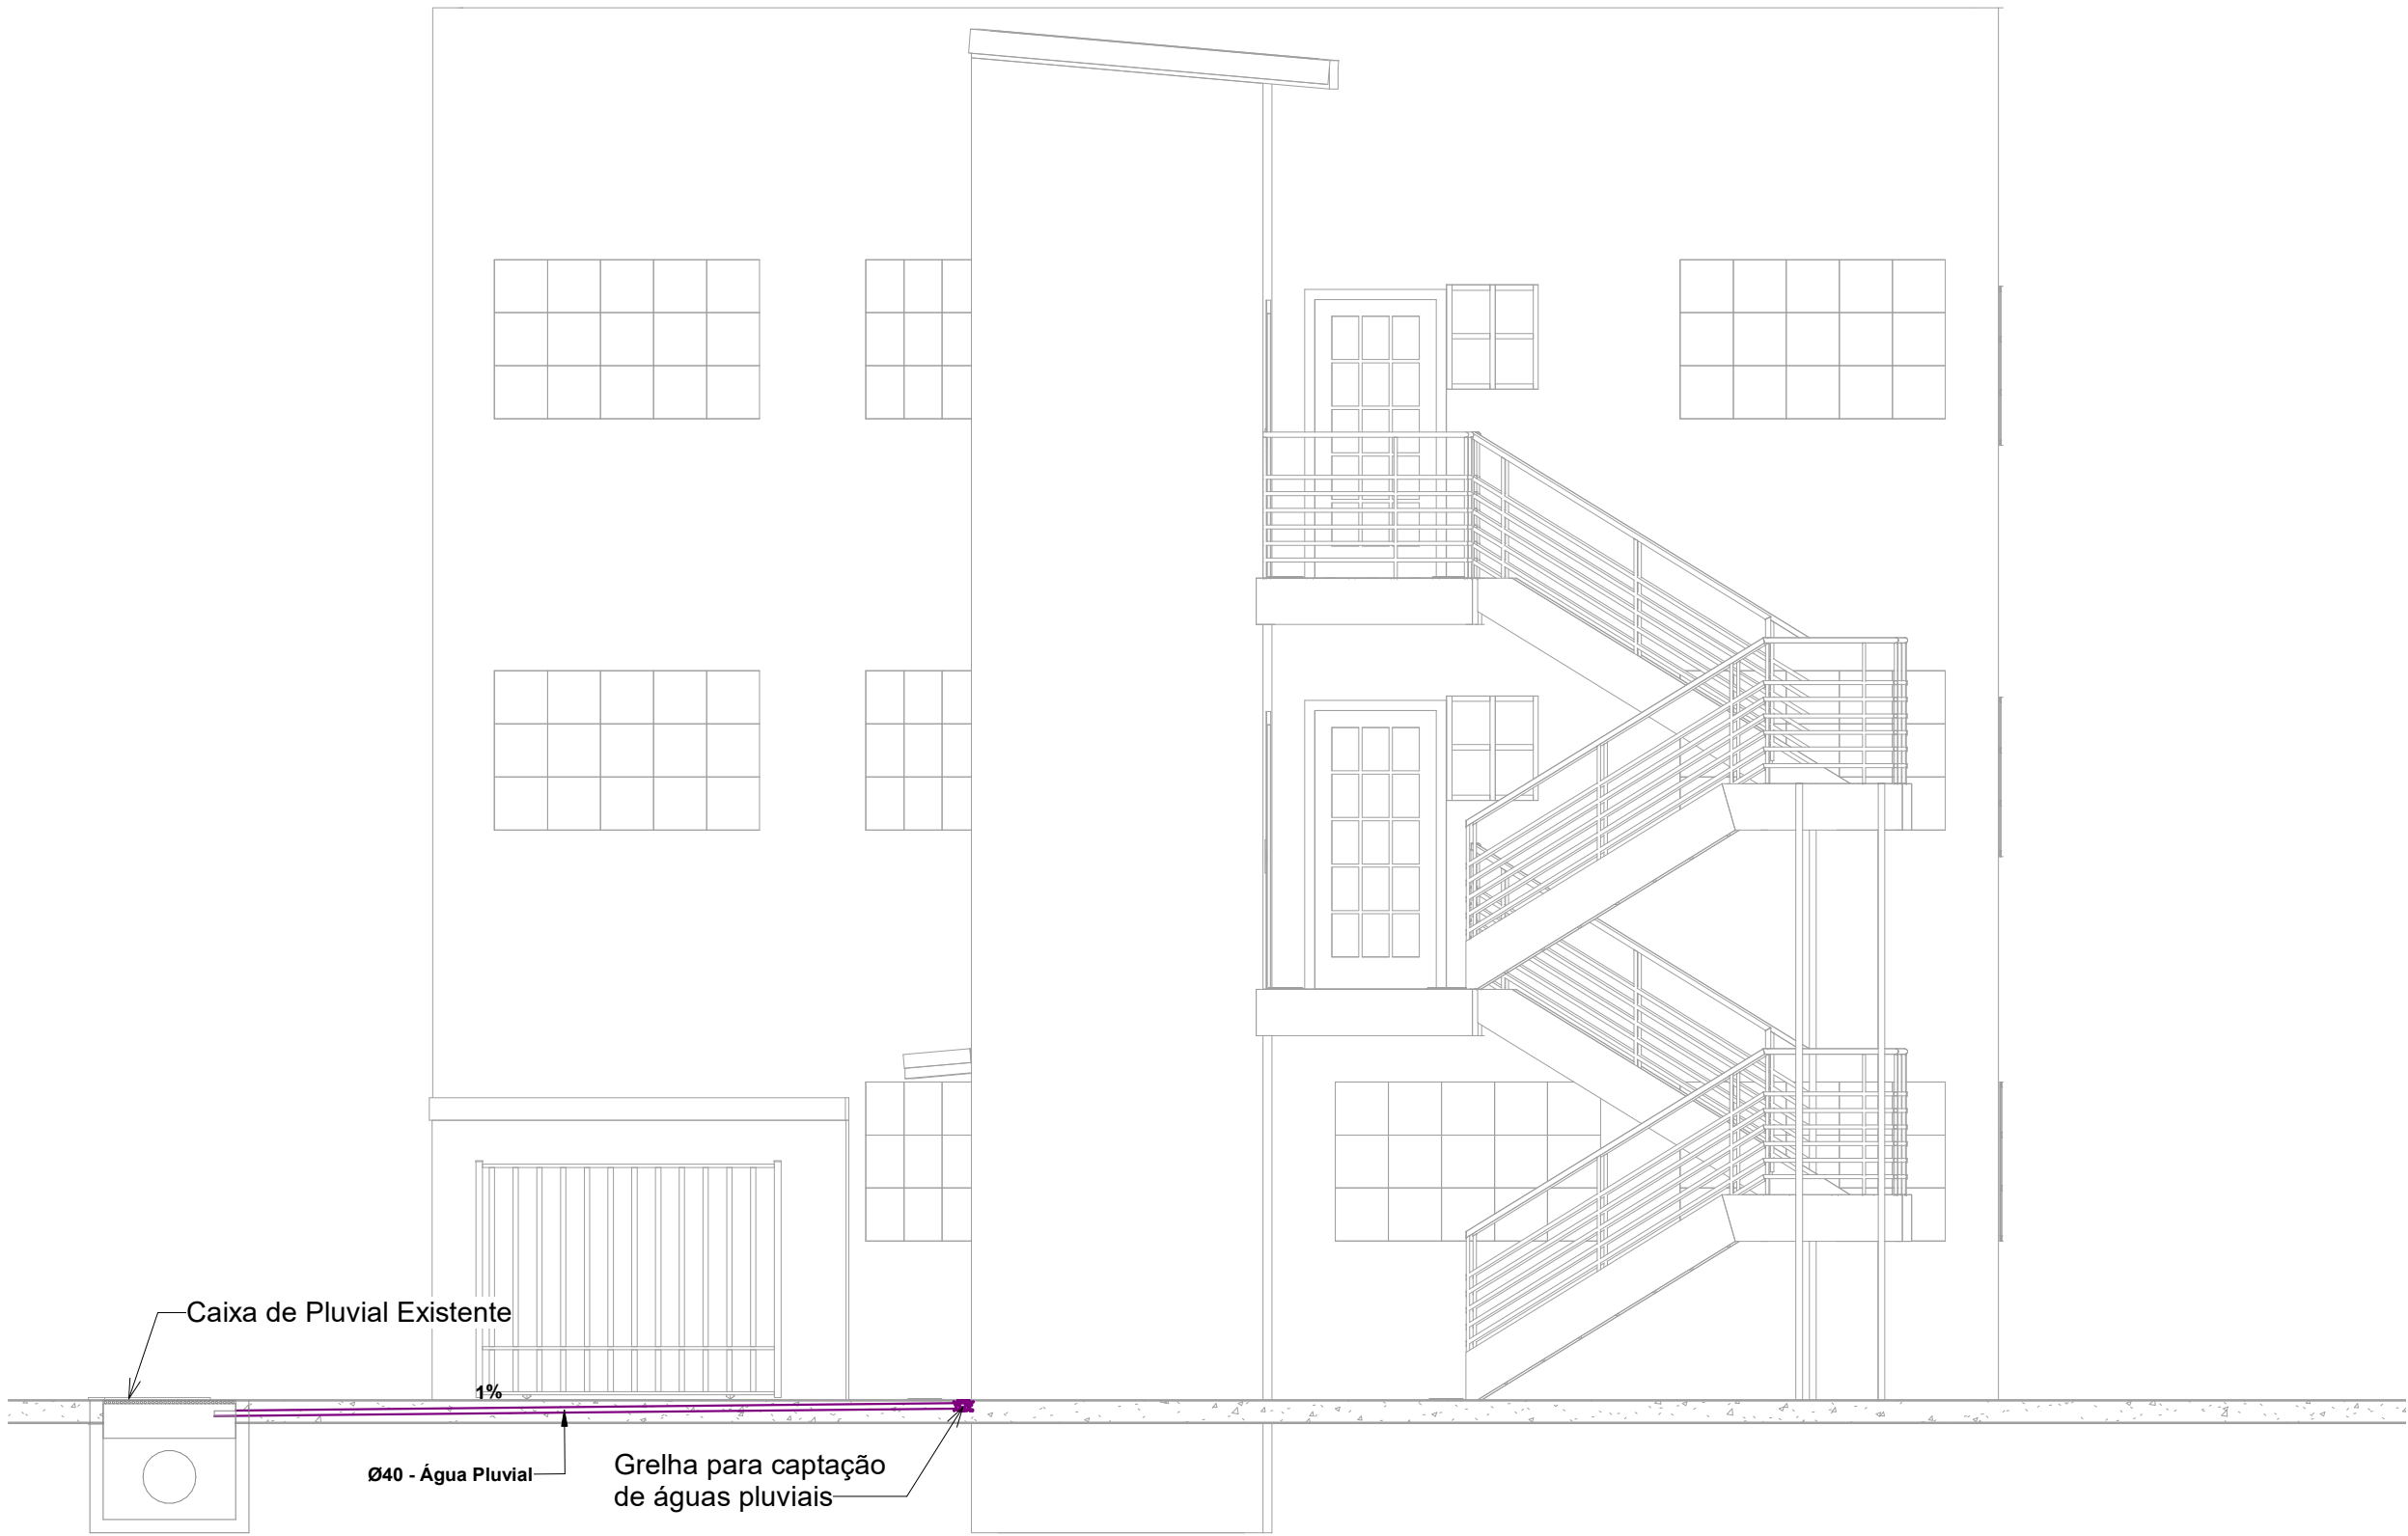 Caixa de Pluvial Existente
1%
Ø40 - Água Pluvial
Grelha para captação
de águas pluviais